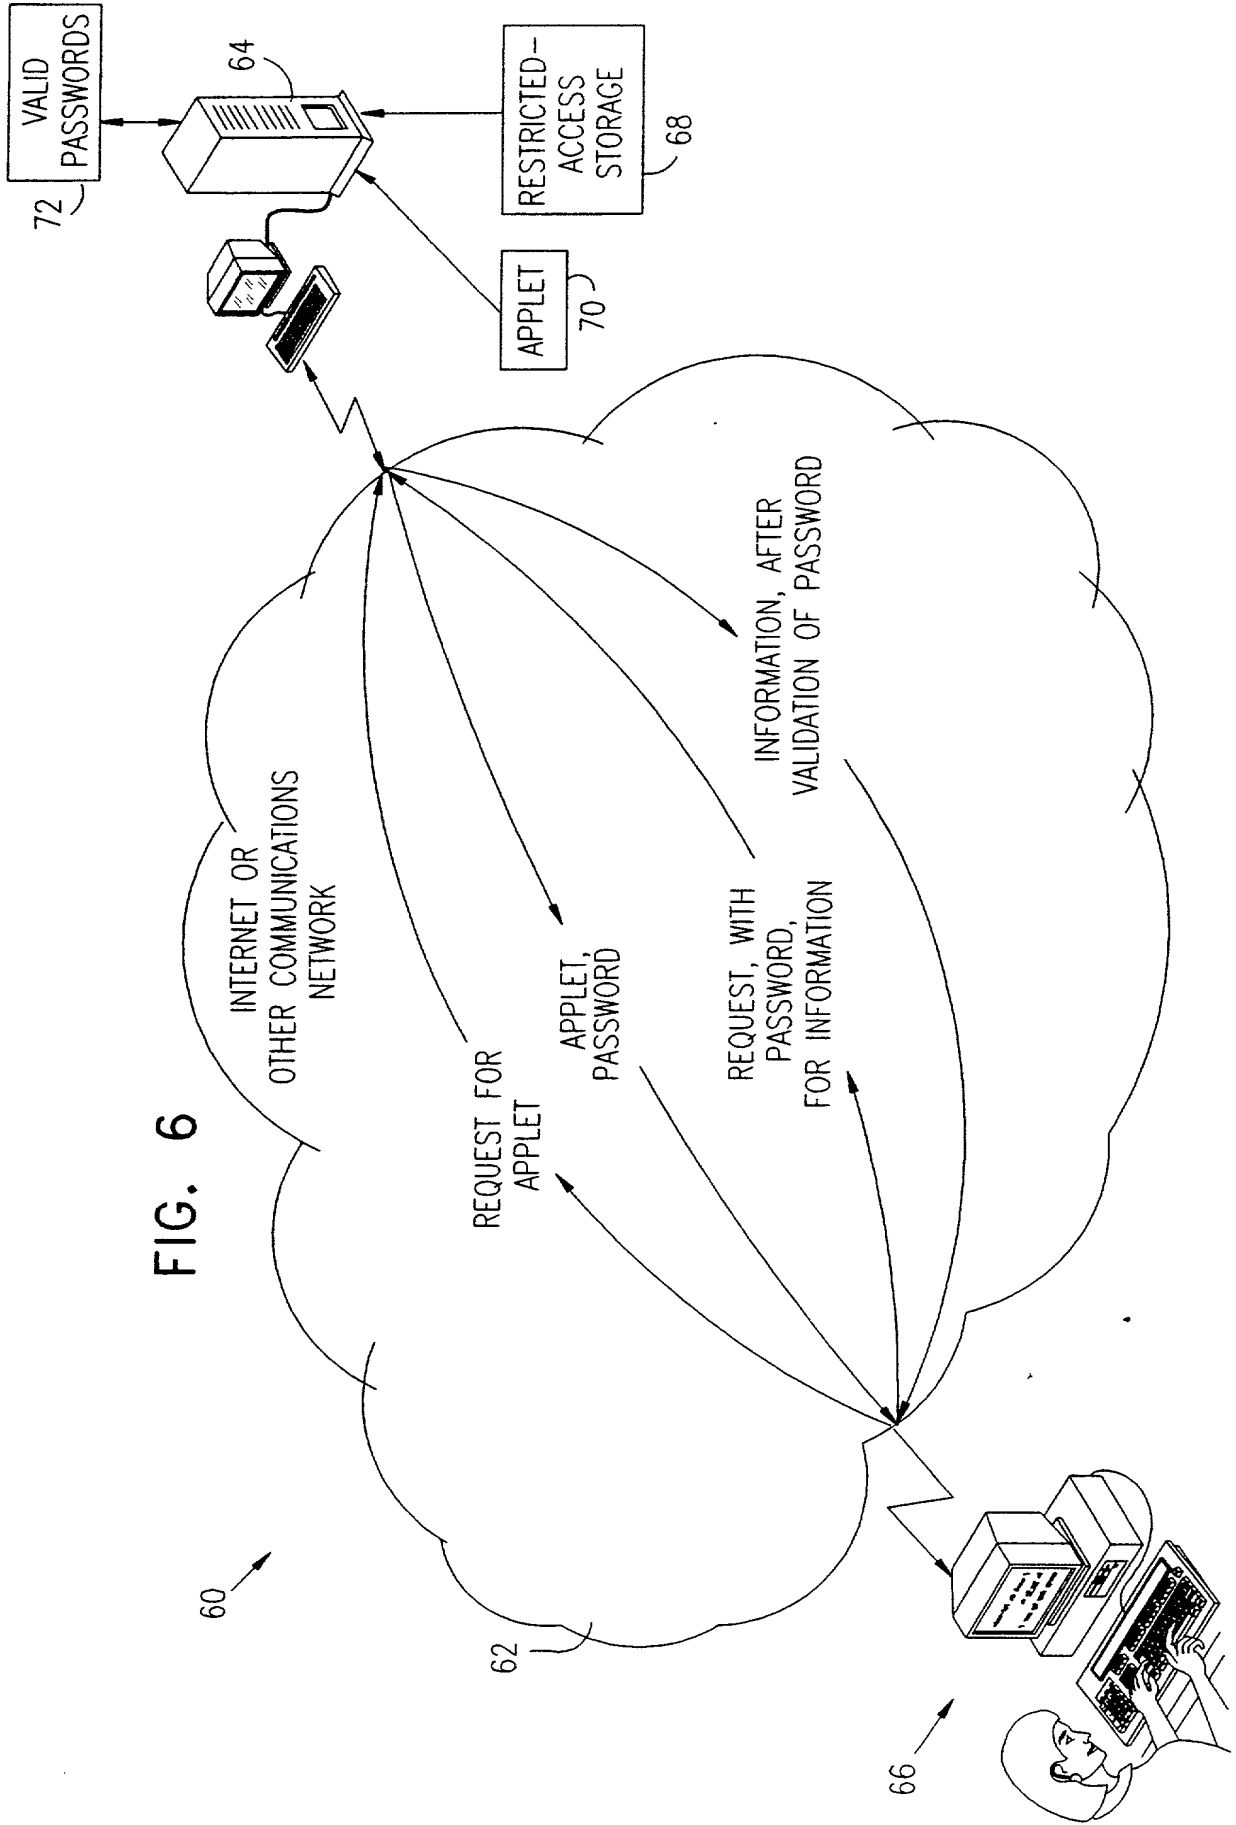 FIG. 6
60
62
66
INTERNET OR
OTHER COMMUNICATIONS
NETWORK
REQUEST FOR
APPLET
APPLET,
PASSWORD
REQUEST, WITH
PASSWORD,
FOR INFORMATION
INFORMATION, AFTER
VALIDATION OF PASSWORD
72
VALID
PASSWORDS
64
APPLET
70
RESTRICTED-
ACCESS
STORAGE
68